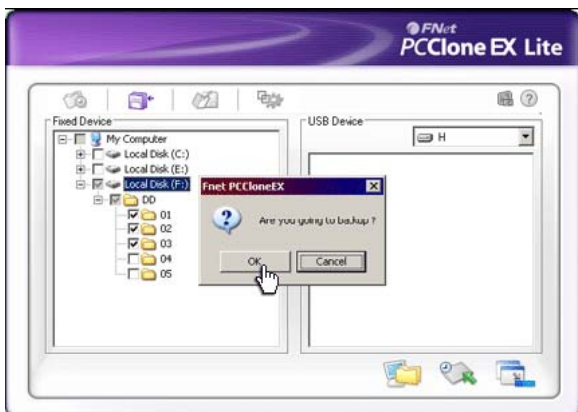 FNet
PCClone EX Lite
Fixed Device
My Computer
Local Disk (C:)
Local Disk (E:)
Local Disk (F:)
DD
01
02
03
04
05
USB Device
H
Fnet PCCloneEX
Are you going to backup ?
OK
Cancel